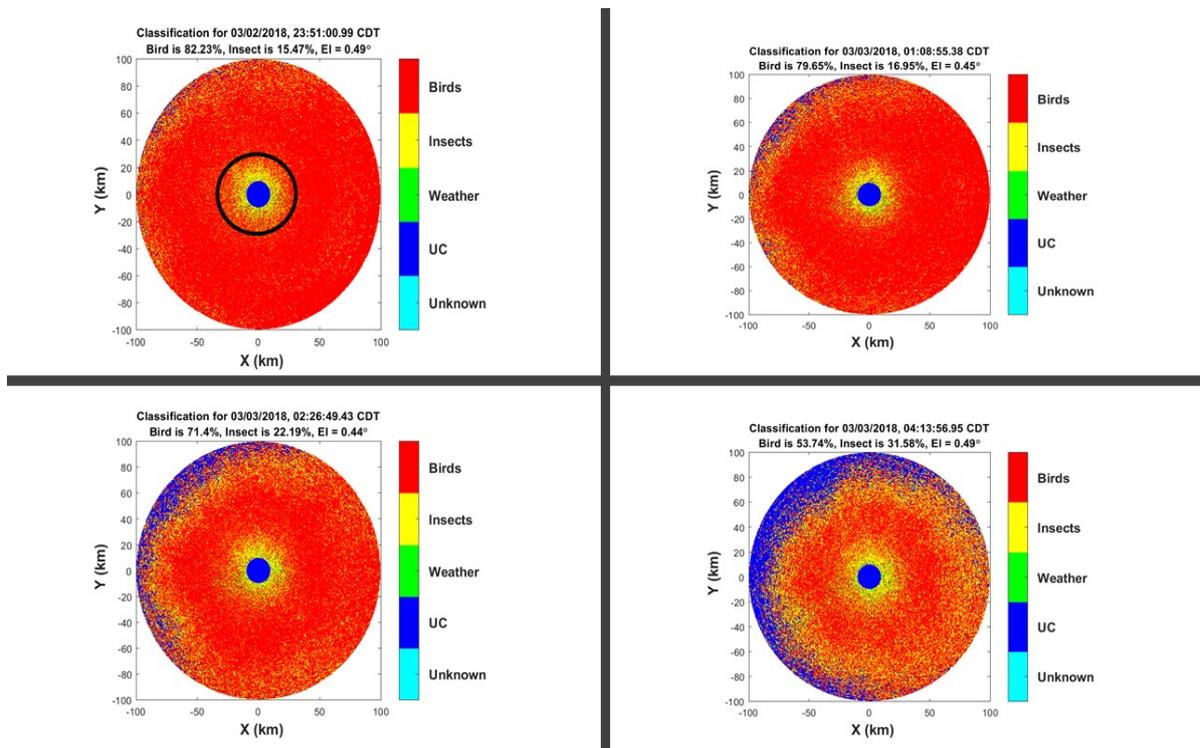 Classification for 03/02/2018, 23:51:00.99 CDT
Bird is 82.23%, Insect is 15.47%, El = 0.49°
100
80
60
40
20
0
-20
-40
-60
-80
-100
Y (km)
-100 -50 0 50 100
X (km)
Birds
Insects
Weather
UC
Unknown
Classification for 03/03/2018, 01:08:55.38 CDT
Bird is 79.65%, Insect is 16.95%, El = 0.45°
100
80
60
40
20
0
-20
-40
-60
-80
-100
Y (km)
-100 -50 0 50 100
X (km)
Birds
Insects
Weather
UC
Unknown
Classification for 03/03/2018, 02:26:49.43 CDT
Bird is 71.4%, Insect is 22.19%, El = 0.44°
100
80
60
40
20
0
-20
-40
-60
-80
-100
Y (km)
-100 -50 0 50 100
X (km)
Birds
Insects
Weather
UC
Unknown
Classification for 03/03/2018, 04:13:56.95 CDT
Bird is 53.74%, Insect is 31.58%, El = 0.49°
100
80
60
40
20
0
-20
-40
-60
-80
-100
Y (km)
-100 -50 0 50 100
X (km)
Birds
Insects
Weather
UC
Unknown